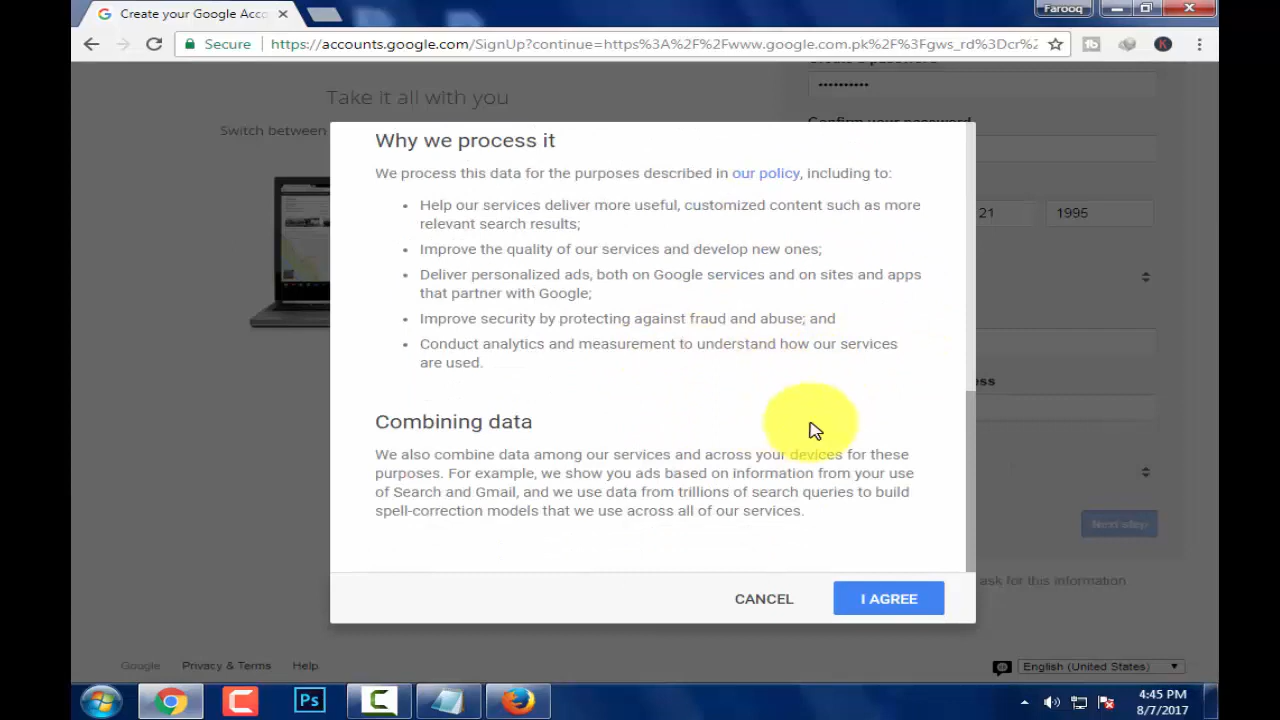 Create your Google Acco
Farooq
Secure
https://accounts.google.com/SignUp?continue=https%3A%2F%2Fwww.google.com.pk%2F%3Fgws_rd%3Dcr%2
Take it all with you
Switch between
••••••••••
Confirm your password
21
1995
Why we process it
We process this data for the purposes described in our policy, including to:
• Help our services deliver more useful, customized content such as more
relevant search results;
• Improve the quality of our services and develop new ones;
• Deliver personalized ads, both on Google services and on sites and apps
that partner with Google;
• Improve security by protecting against fraud and abuse; and
• Conduct analytics and measurement to understand how our services
are used.
Combining data
We also combine data among our services and across your devices for these
purposes. For example, we show you ads based on information from your use
of Search and Gmail, and we use data from trillions of search queries to build
spell-correction models that we use across all of our services.
Next step
ask for this information
CANCEL
I AGREE
Google Privacy & Terms Help
English (United States)
Ps
4:45 PM
8/7/2017